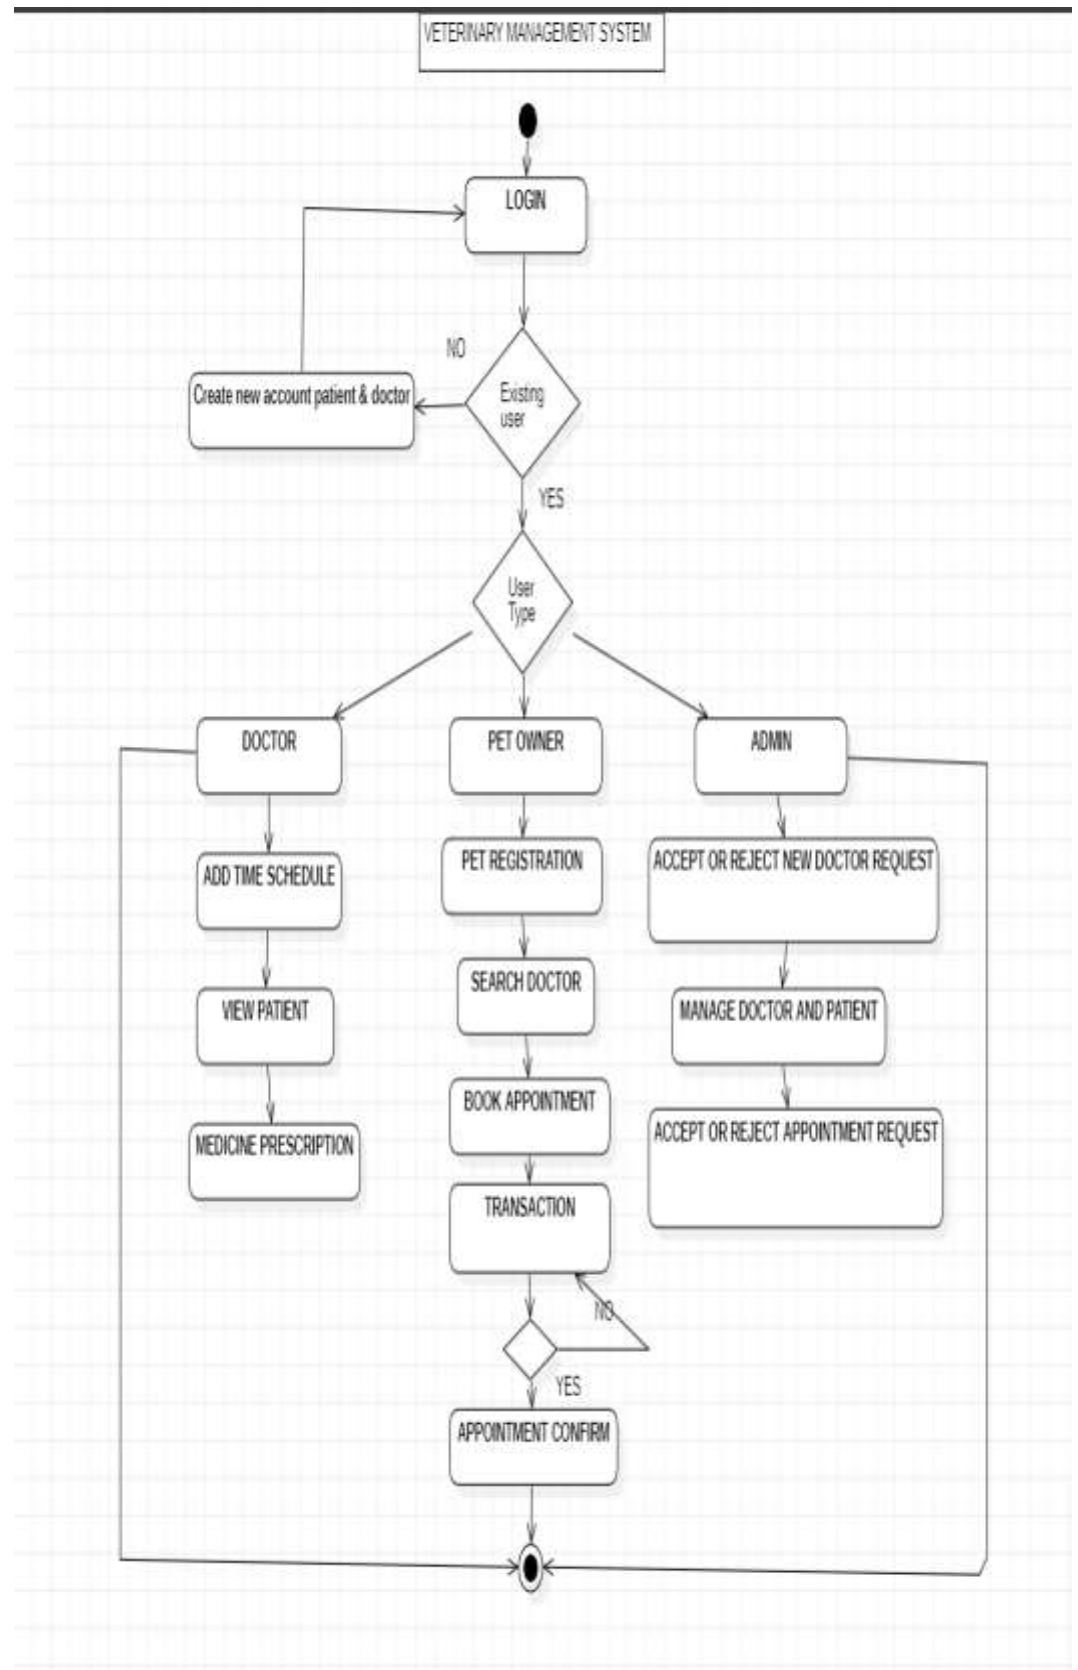 VETERINARY MANAGEMENT SYSTEM
LOGIN
NO
Create new account patient & doctor
Existing
user
YES
User
Type
DOCTOR
PET OWNER
ADMIN
ADD TIME SCHEDULE
PET REGISTRATION
ACCEPT OR REJECT NEW DOCTOR REQUEST
VIEW PATIENT
SEARCH DOCTOR
MANAGE DOCTOR AND PATIENT
MEDICINE PRESCRIPTION
BOOK APPOINTMENT
ACCEPT OR REJECT APPOINTMENT REQUEST
TRANSACTION
NO
YES
APPOINTMENT CONFIRM